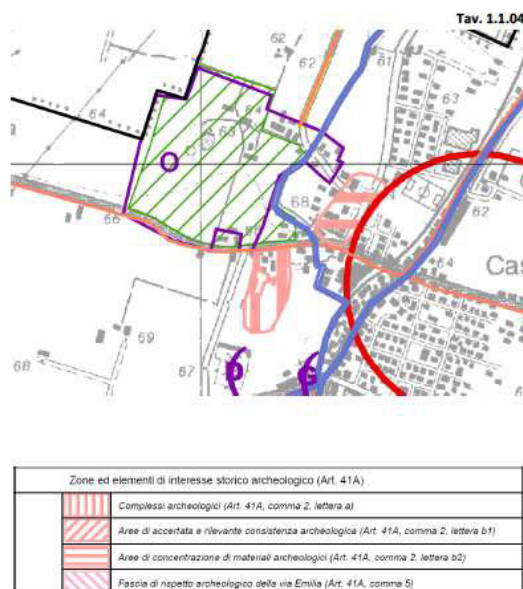 Tav. 1.1.04
62
62
61
64
64
63
63
O
66
68
62
64
Cas
69
68
67
D
G
Zone ed elementi di interesse storico archeologico (Art. 41A)
Complessi archeologici (Art. 41A, comma 2, lettera a)
Aree di accertata e rilevante consistenza archeologica (Art. 41A, comma 2, lettera b1)
Aree di concentrazione di materiali archeologici (Art. 41A, comma 2, lettera b2)
Fascia di rispetto archeologico della via Emilia (Art. 41A, comma 5)